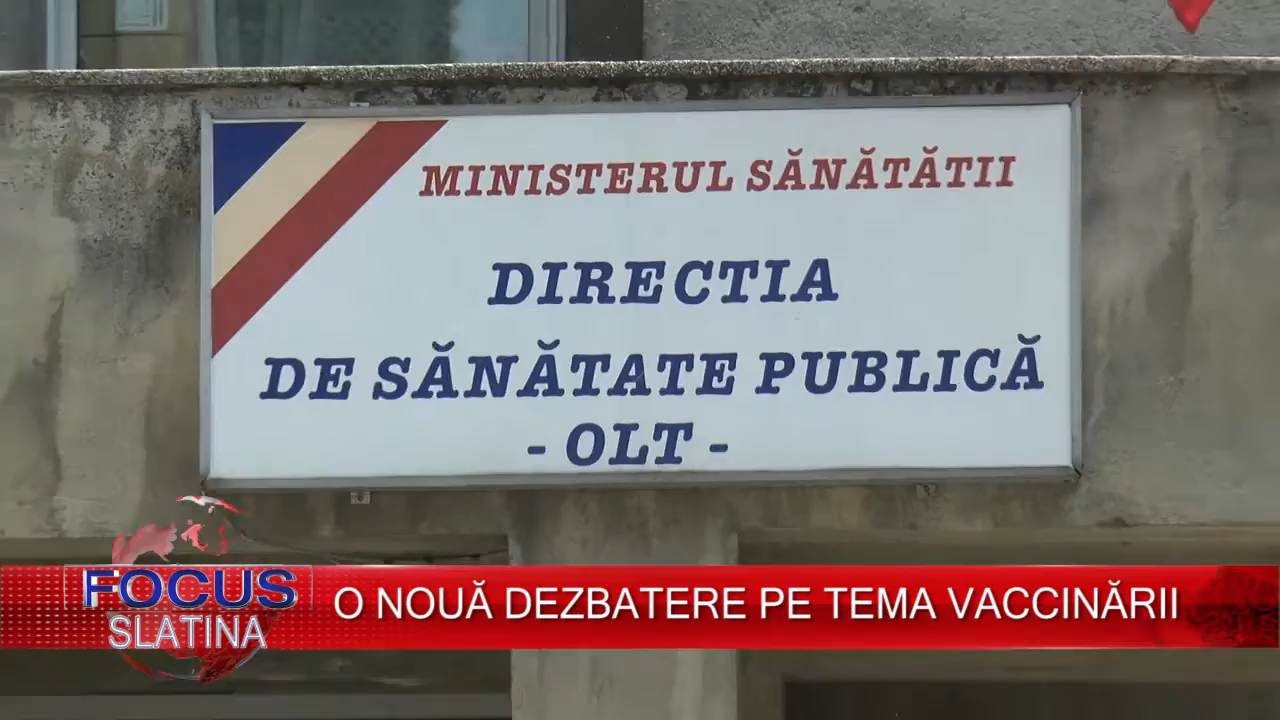 MINISTERUL SĂNĂTĂTII
DIRECTIA
DE SĂNĂTATE PUBLICĂ
- OLT -
FOCUS
SLATINA
O NOUĂ DEZBATERE PE TEMA VACCINĂRII